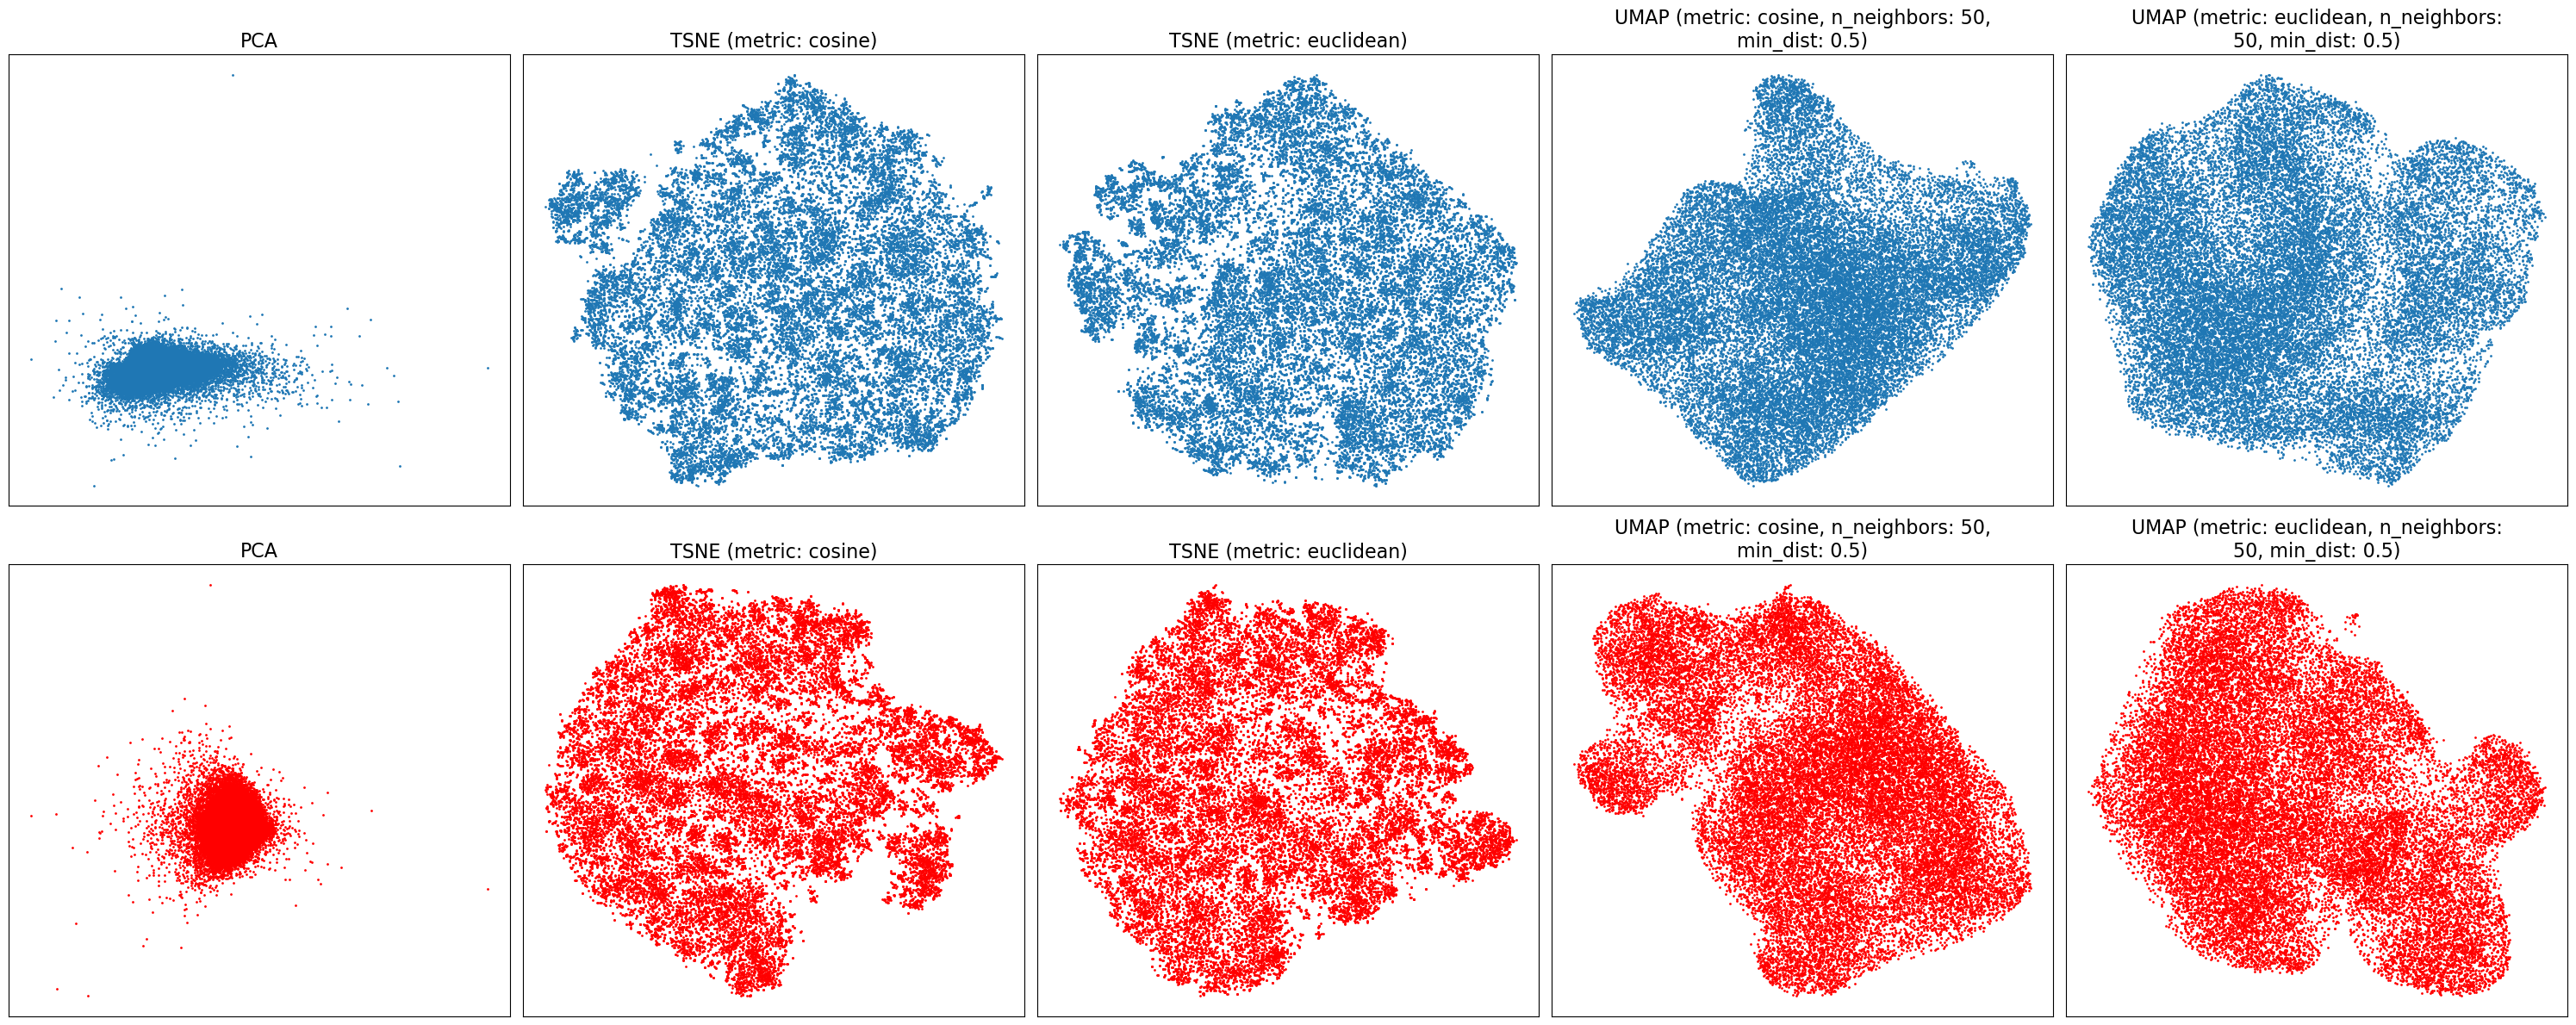 PCA
TSNE (metric: cosine)
TSNE (metric: euclidean)
UMAP (metric: cosine, n_neighbors: 50,
min_dist: 0.5)
UMAP (metric: euclidean, n_neighbors:
50, min_dist: 0.5)
PCA
TSNE (metric: cosine)
TSNE (metric: euclidean)
UMAP (metric: cosine, n_neighbors: 50,
min_dist: 0.5)
UMAP (metric: euclidean, n_neighbors:
50, min_dist: 0.5)